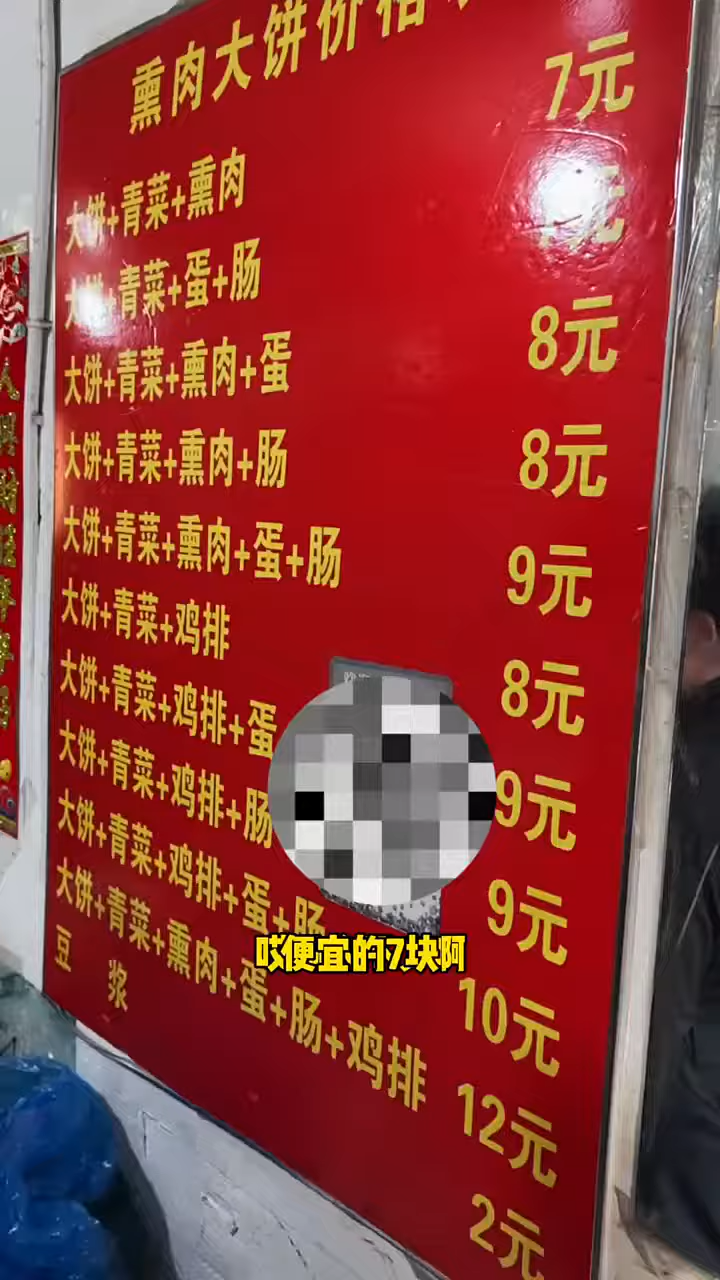 熏肉大饼价格
大饼+青菜+熏肉 7元
大饼+青菜+蛋+肠 元
大饼+青菜+熏肉+蛋 8元
大饼+青菜+熏肉+肠 8元
大饼+青菜+熏肉+蛋+肠 9元
大饼+青菜+鸡排 8元
大饼+青菜+鸡排+蛋 9元
大饼+青菜+鸡排+肠 9元
大饼+青菜+鸡排+蛋+肠 10元
大饼+青菜+熏肉+蛋+肠+鸡排 12元
豆浆 2元
哎便宜的7块啊